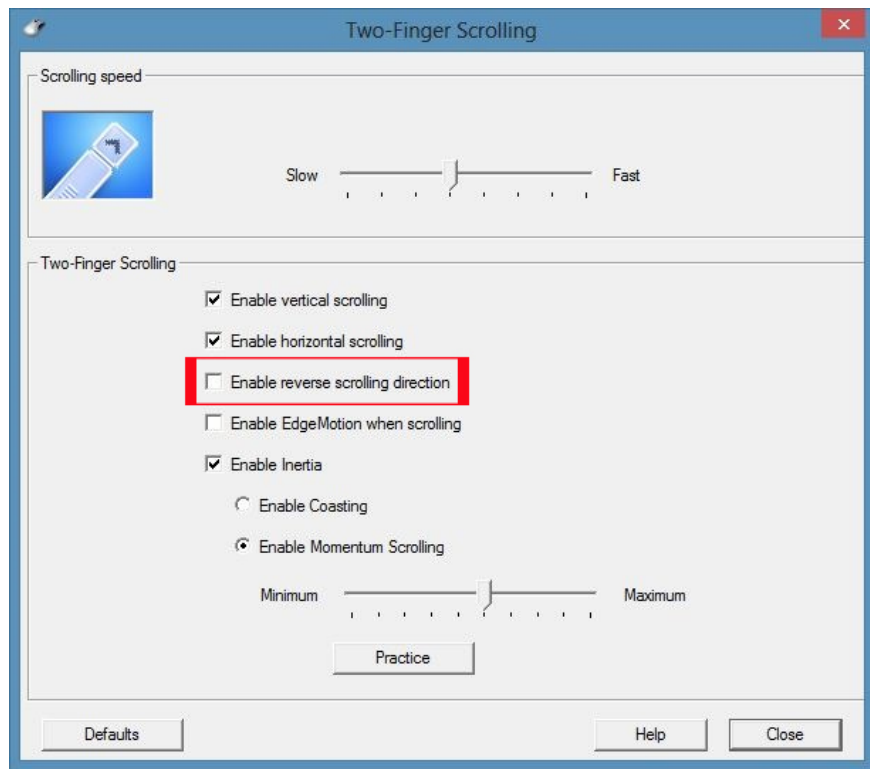 Two-Finger Scrolling
Scrolling speed
Slow Fast
Two-Finger Scrolling
Enable vertical scrolling
Enable horizontal scrolling
Enable reverse scrolling direction
Enable EdgeMotion when scrolling
Enable Inertia
Enable Coasting
Enable Momentum Scrolling
Minimum Maximum
Practice
Defaults Help Close